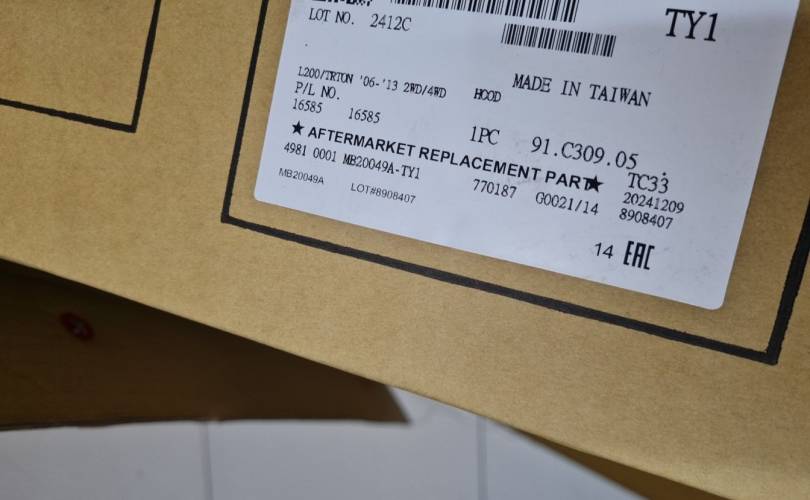 TY1
LOT NO. 2412C
L200/TRTON '06-'13 2WD/4WD HOOD MADE IN TAIWAN
P/L NO.
16585 16585
1PC 91.C309.05
★ AFTERMARKET REPLACEMENT PART★ TC33
4981 0001 MB20049A-TY1 770187 G0021/14 20241209
MB20049A LOT#8908407 8908407
14 EAC